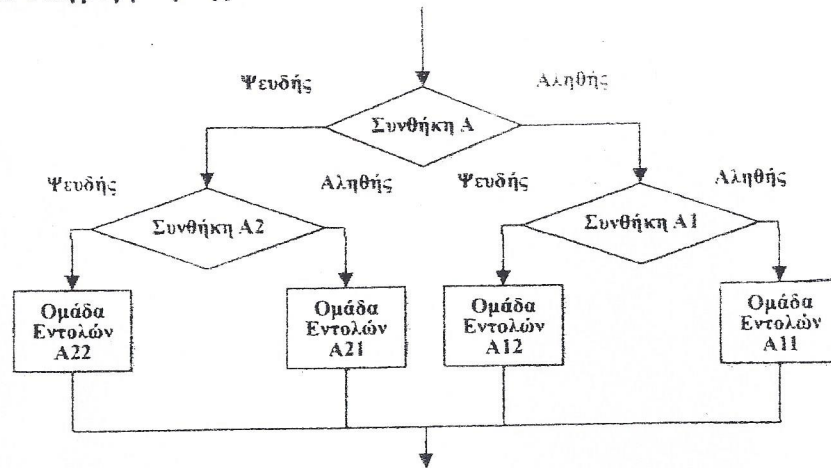 Ψευδής
Αληθής
Συνθήκη Α
Ψευδής
Αληθής
Ψευδής
Αληθής
Συνθήκη Α2
Συνθήκη Α1
Ομάδα
Εντολών
Α22
Ομάδα
Εντολών
Α21
Ομάδα
Εντολών
Α12
Ομάδα
Εντολών
Α11